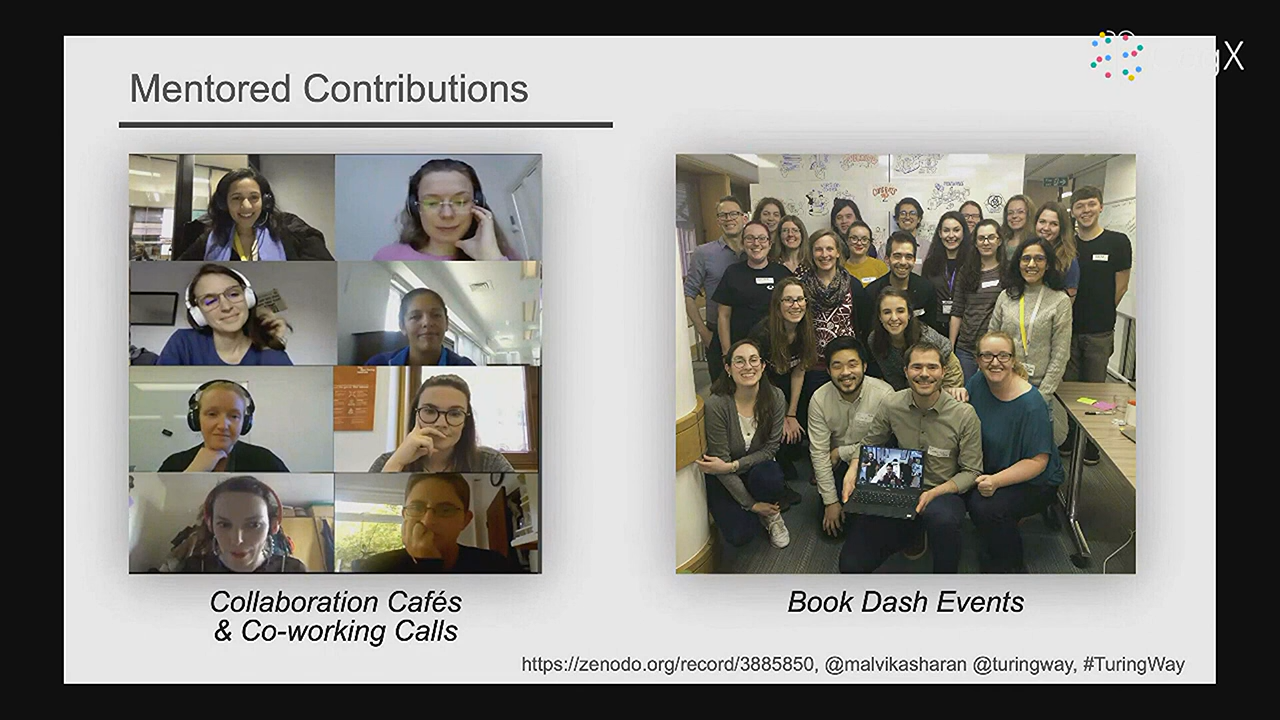 Mentored Contributions
Collaboration Cafés
& Co-working Calls
Book Dash Events
https://zenodo.org/record/3885850, @malvikasharan @turingway, #TuringWay